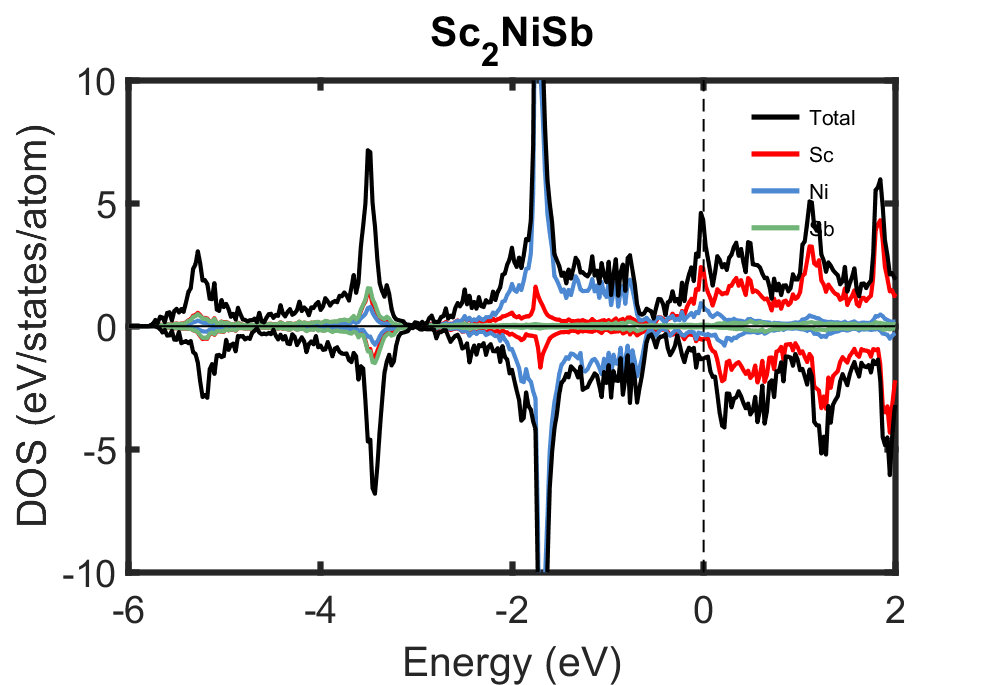 Sc₂NiSb
DOS (eV/states/atom)
10
5
0
-5
-10
Total
Sc
Ni
Sb
-6 -4 -2 0 2
Energy (eV)